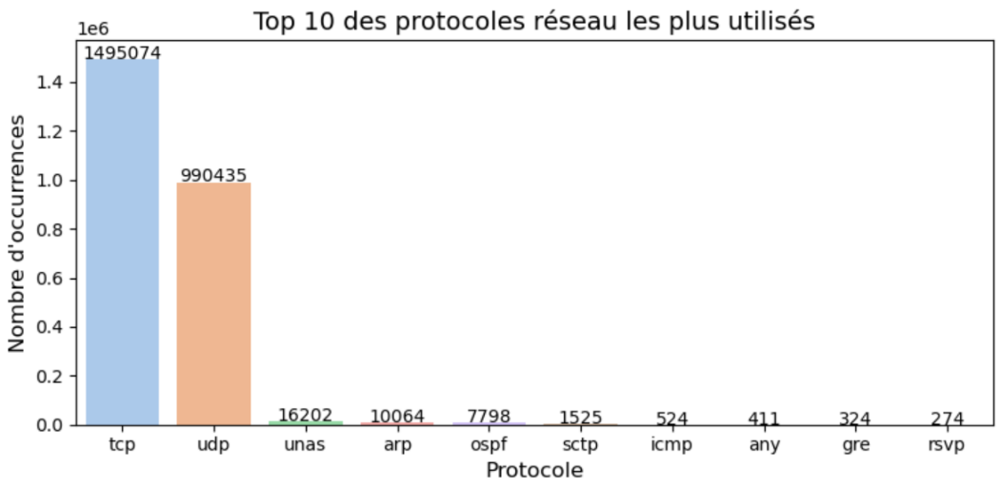 Top 10 des protocoles réseau les plus utilisés
1e6
Nombre d'occurrences
1.4
1.2
1.0
0.8
0.6
0.4
0.2
0.0
1495074
990435
16202
10064
7798
1525
524
411
324
274
tcp
udp
unas
arp
ospf
sctp
icmp
any
gre
rsvp
Protocole